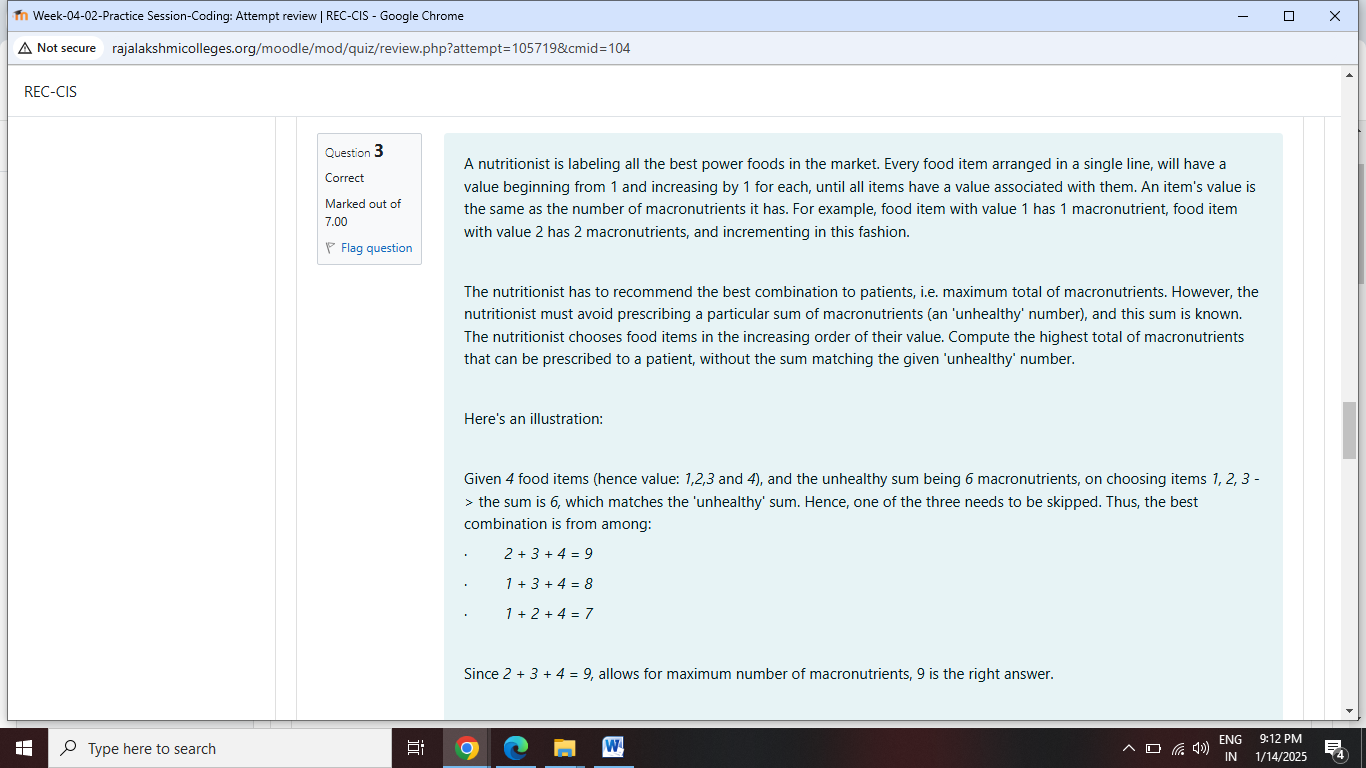 Week-04-02-Practice Session-Coding: Attempt review | REC-CIS - Google Chrome
Not secure rajalakshmicolleges.org/moodle/mod/quiz/review.php?attempt=105719&cmid=104
REC-CIS
Question 3
Correct
Marked out of
7.00
Flag question
A nutritionist is labeling all the best power foods in the market. Every food item arranged in a single line, will have a
value beginning from 1 and increasing by 1 for each, until all items have a value associated with them. An item's value is
the same as the number of macronutrients it has. For example, food item with value 1 has 1 macronutrient, food item
with value 2 has 2 macronutrients, and incrementing in this fashion.
The nutritionist has to recommend the best combination to patients, i.e. maximum total of macronutrients. However, the
nutritionist must avoid prescribing a particular sum of macronutrients (an 'unhealthy' number), and this sum is known.
The nutritionist chooses food items in the increasing order of their value. Compute the highest total of macronutrients
that can be prescribed to a patient, without the sum matching the given 'unhealthy' number.
Here's an illustration:
Given 4 food items (hence value: 1,2,3 and 4), and the unhealthy sum being 6 macronutrients, on choosing items 1, 2, 3 -
> the sum is 6, which matches the 'unhealthy' sum. Hence, one of the three needs to be skipped. Thus, the best
combination is from among:
· 2 + 3 + 4 = 9
· 1 + 3 + 4 = 8
· 1 + 2 + 4 = 7
Since 2 + 3 + 4 = 9, allows for maximum number of macronutrients, 9 is the right answer.
Type here to search
ENG
IN
9:12 PM
1/14/2025
4